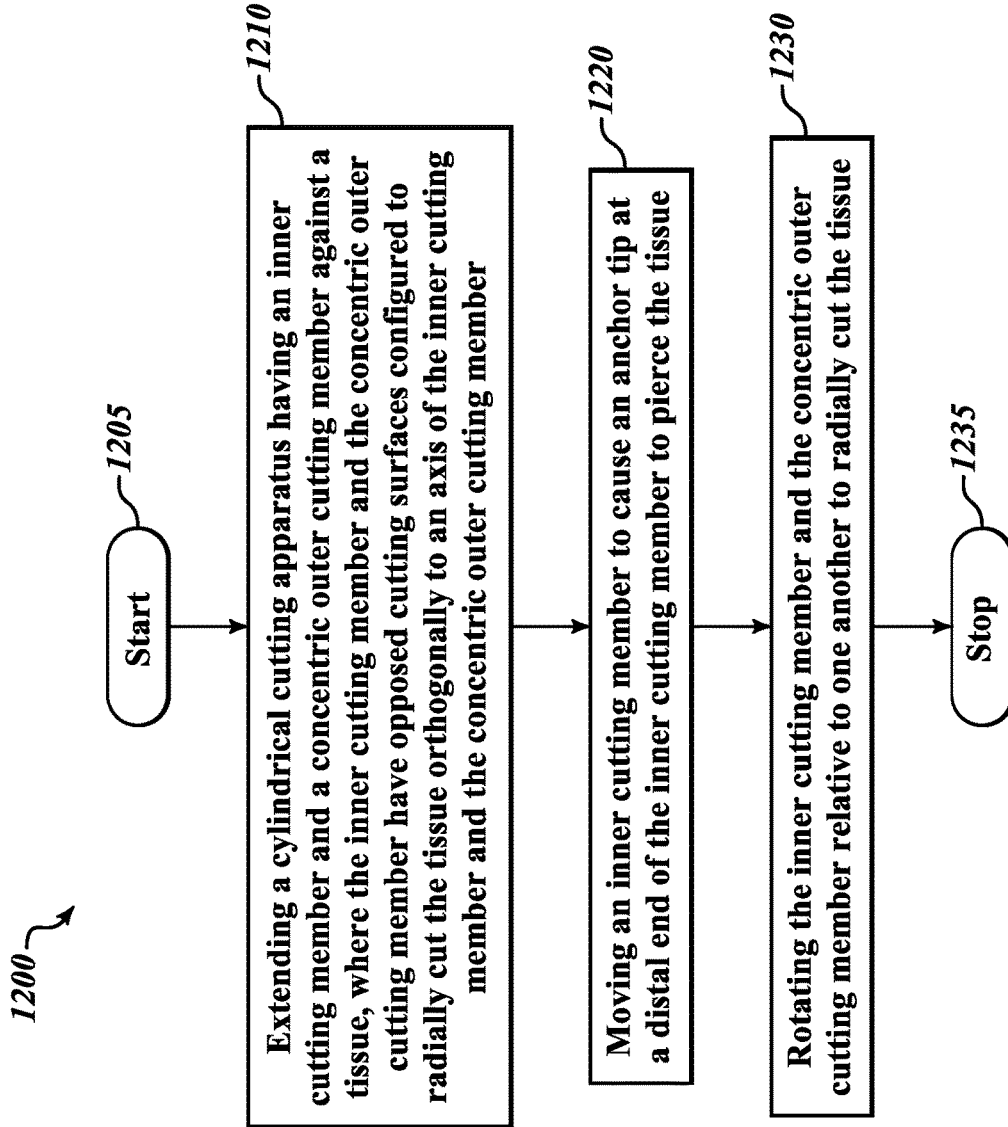 1200
Start
1205
1210
Extending a cylindrical cutting apparatus having an inner
cutting member and a concentric outer cutting member against a
tissue, where the inner cutting member and the concentric outer
cutting member have opposed cutting surfaces configured to
radially cut the tissue orthogonally to an axis of the inner cutting
member and the concentric outer cutting member
1220
Moving an inner cutting member to cause an anchor tip at
a distal end of the inner cutting member to pierce the tissue
1230
Rotating the inner cutting member and the concentric outer
cutting member relative to one another to radially cut the tissue
Stop
1235